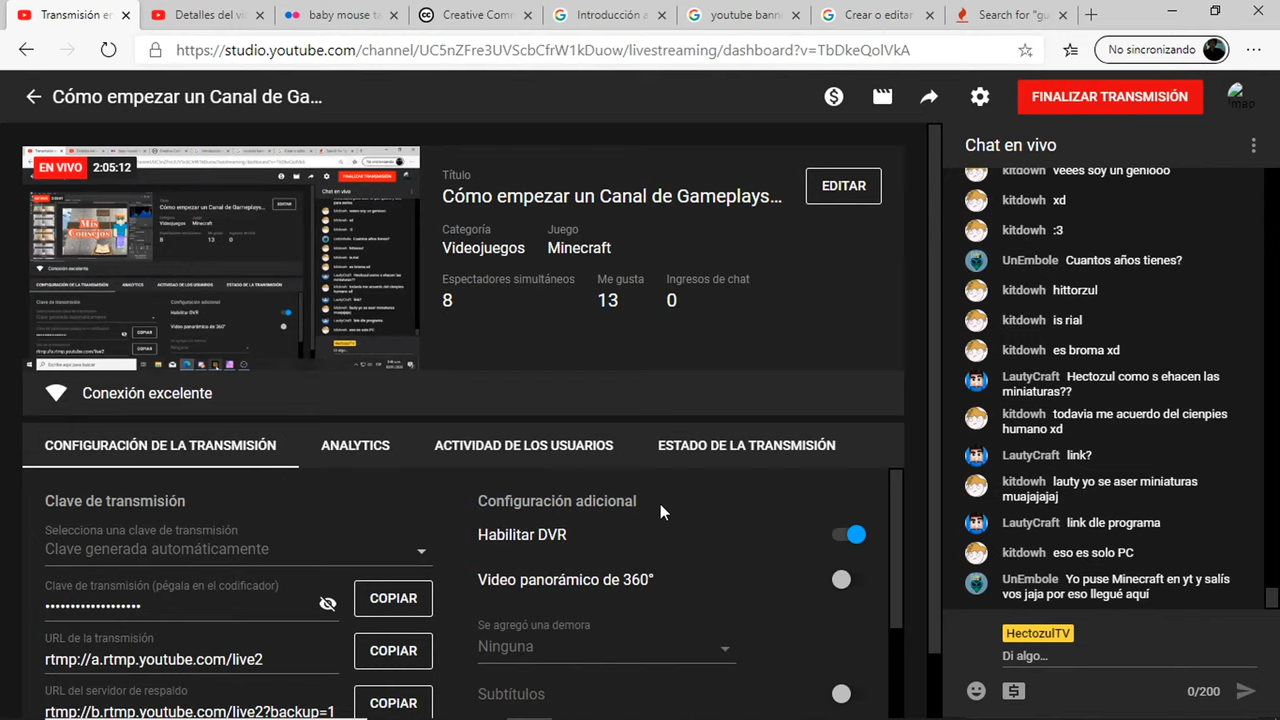 Transmisión en
Detalles del vi
baby mouse ta
Creative Com
Introducción a
youtube bann
Crear o editar
Search for "gu
https://studio.youtube.com/channel/UC5nZFre3UVScbCfrW1kDuow/livestreaming/dashboard?v=TbDkeQolVkA
No sincronizando
Cómo empezar un Canal de Ga...
FINALIZAR TRANSMISIÓN
EN VIVO
2:05:12
Mis
Consejos
Título
Cómo empezar un Canal de Gameplays...
EDITAR
Categoría
Juego
Videojuegos
Minecraft
Espectadores simultáneos
Me gusta
Ingresos de chat
8
13
0
Conexión excelente
CONFIGURACIÓN DE LA TRANSMISIÓN
ANALYTICS
ACTIVIDAD DE LOS USUARIOS
ESTADO DE LA TRANSMISIÓN
Clave de transmisión
Selecciona una clave de transmisión
Clave generada automáticamente
Clave de transmisión (pégala en el codificador)
COPIAR
URL de la transmisión
rtmp://a.rtmp.youtube.com/live2
COPIAR
URL del servidor de respaldo
rtmp://b.rtmp.youtube.com/live2?backup=1
COPIAR
Configuración adicional
Habilitar DVR
Video panorámico de 360°
Se agregó una demora
Ninguna
Subtítulos
Chat en vivo
kitdowh veees soy un geniooo
kitdowh xd
kitdowh :3
UnEmbole Cuantos años tienes?
kitdowh hittorzul
kitdowh is rial
kitdowh es broma xd
LautyCraft Hectozul como s ehacen las
miniaturas??
kitdowh todavia me acuerdo del cienpies
humano xd
LautyCraft link?
kitdowh lauty yo se aser miniaturas
muajajajaj
LautyCraft link dle programa
kitdowh eso es solo PC
UnEmbole Yo puse Minecraft en yt y salís
vos jaja por eso llegué aquí
HectozulTV
Di algo...
0/200